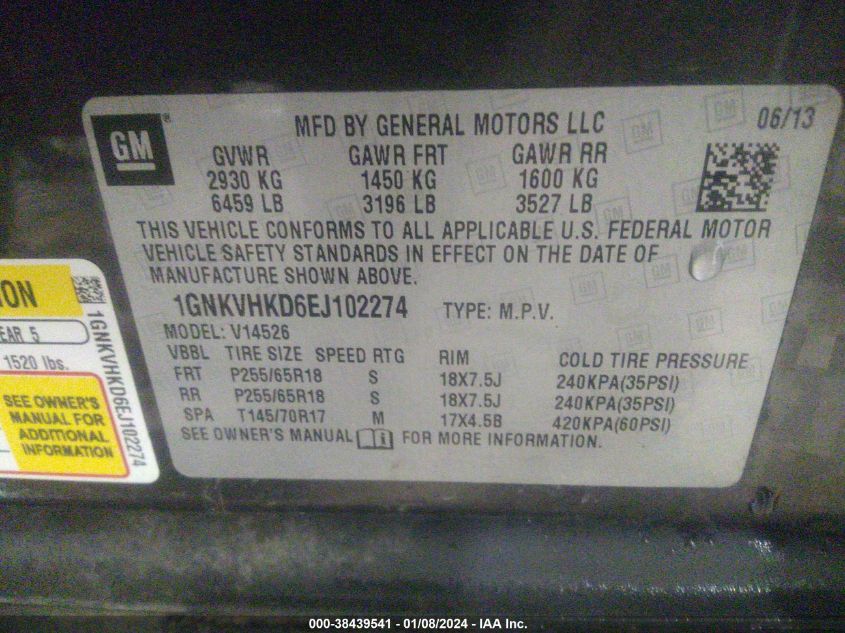 GM®
MFD BY GENERAL MOTORS LLC
06/13
GVWR GAWR FRT GAWR RR
2930 KG 1450 KG 1600 KG
6459 LB 3196 LB 3527 LB
THIS VEHICLE CONFORMS TO ALL APPLICABLE U.S. FEDERAL MOTOR
VEHICLE SAFETY STANDARDS IN EFFECT ON THE DATE OF
MANUFACTURE SHOWN ABOVE.
1GNKVHKD6EJ102274 TYPE: M.P.V.
MODEL: V14526
VBBL TIRE SIZE SPEED RTG RIM COLD TIRE PRESSURE
FRT P255/65R18 S 18X7.5J 240KPA(35PSI)
RR P255/65R18 S 18X7.5J 240KPA(35PSI)
SPA T145/70R17 M 17X4.5B 420KPA(60PSI)
SEE OWNER'S MANUAL FOR MORE INFORMATION.
ION
EAR 5
1520 lbs.
SEE OWNER'S
MANUAL FOR
ADDITIONAL
INFORMATION
1GNKVHKD6EJ102274
000-38439541 - 01/08/2024 - IAA Inc.